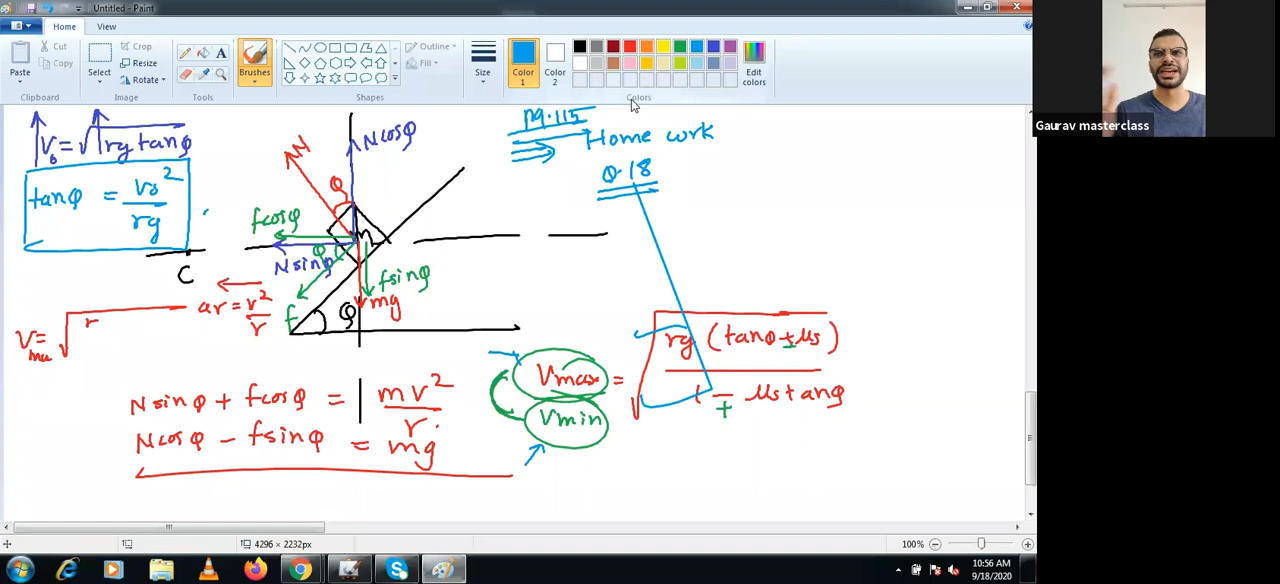 Untitled - Paint
Home
View
Paste
Cut
Copy
Clipboard
Select
Crop
Resize
Rotate
Image
Tools
Brushes
Shapes
Outline
Fill
Size
Color 1
Color 2
Edit colors
Colors
Gaurav masterclass
V₀ = √rg tanφ
tanφ = v₀² / rg
C
ar = v² / r
r
N
Ncosφ
fcosφ
Nsinφ
f
fsinφ
mg
φ
Nsinφ + fcosφ = mv² / r
Ncosφ - fsinφ = mg
pg.115
Home work
Q.18
Vmax = √ rg (tanθ ± μs) / 1 ∓ μs tanφ
Vmin
4296 × 2232px
100%
10:56 AM
9/18/2020